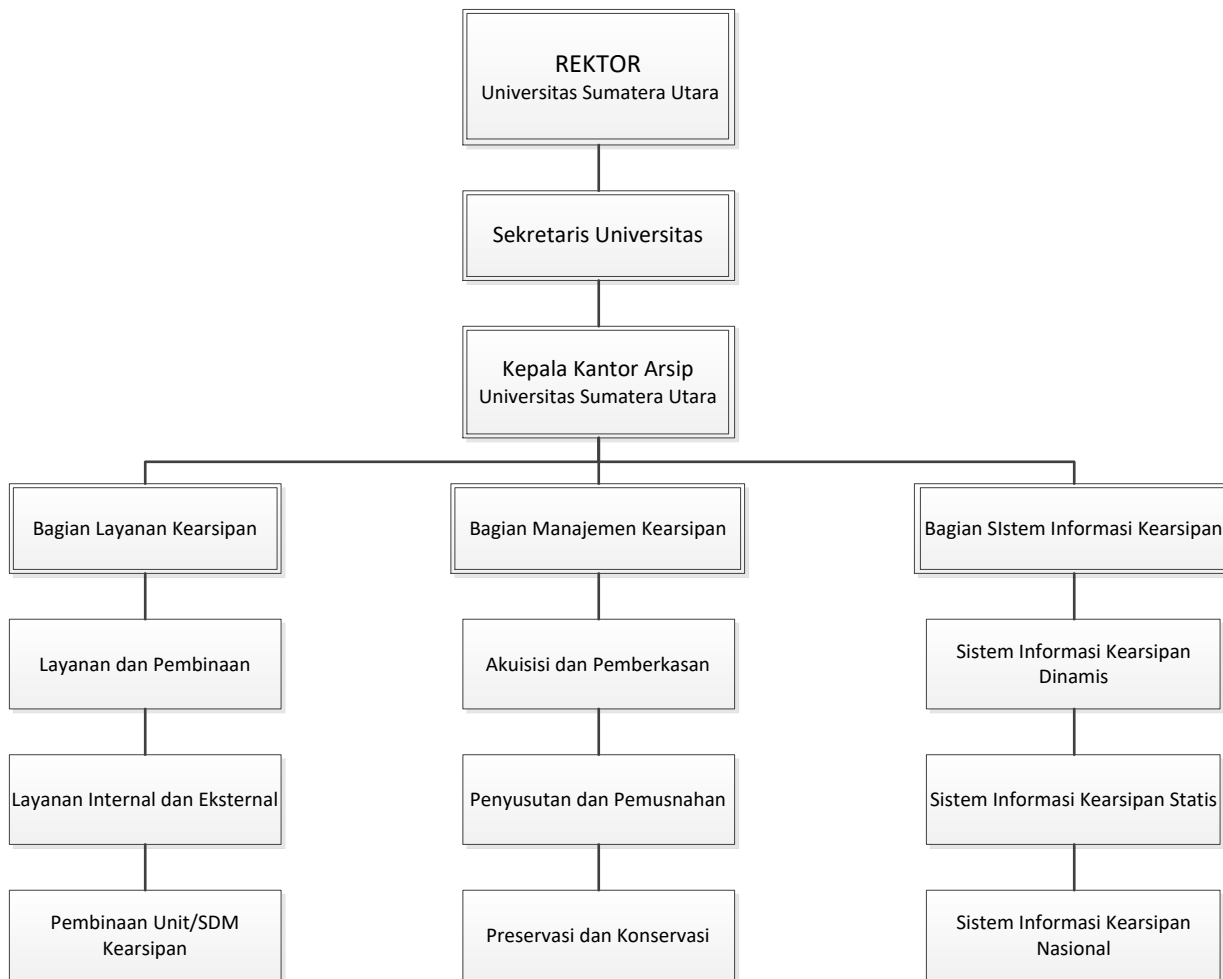 REKTOR
Universitas Sumatera Utara
Sekretaris Universitas
Kepala Kantor Arsip
Universitas Sumatera Utara
Bagian Layanan Kearsipan
Bagian Manajemen Kearsipan
Bagian SIstem Informasi Kearsipan
Layanan dan Pembinaan
Akuisisi dan Pemberkasan
Sistem Informasi Kearsipan
Dinamis
Layanan Internal dan Eksternal
Penyusutan dan Pemusnahan
Sistem Informasi Kearsipan Statis
Pembinaan Unit/SDM
Kearsipan
Preservasi dan Konservasi
Sistem Informasi Kearsipan
Nasional